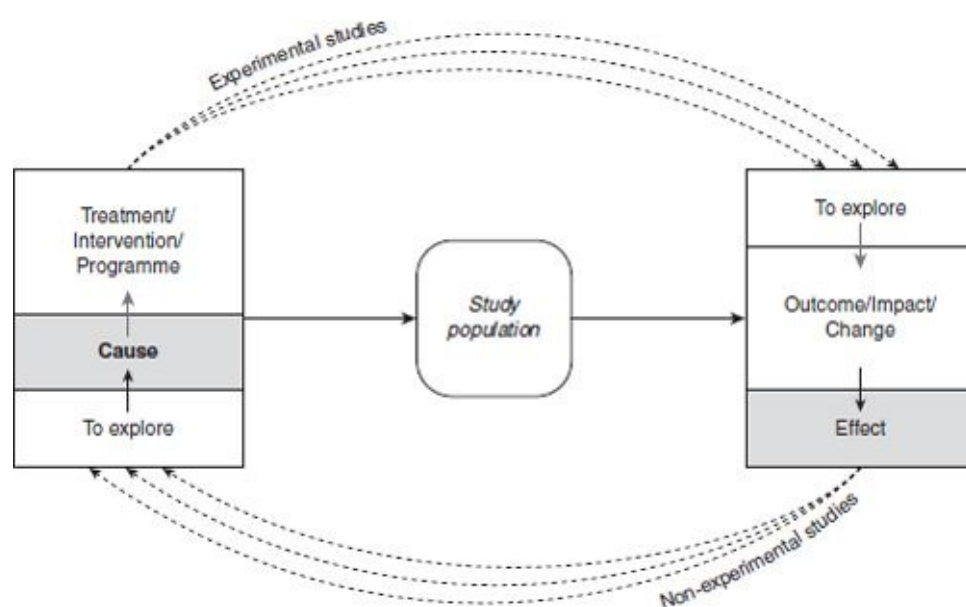 Experimental studies
Treatment/
Intervention/
Programme
Cause
To explore
Study
population
To explore
Outcome/Impact/
Change
Effect
Non-experimental studies